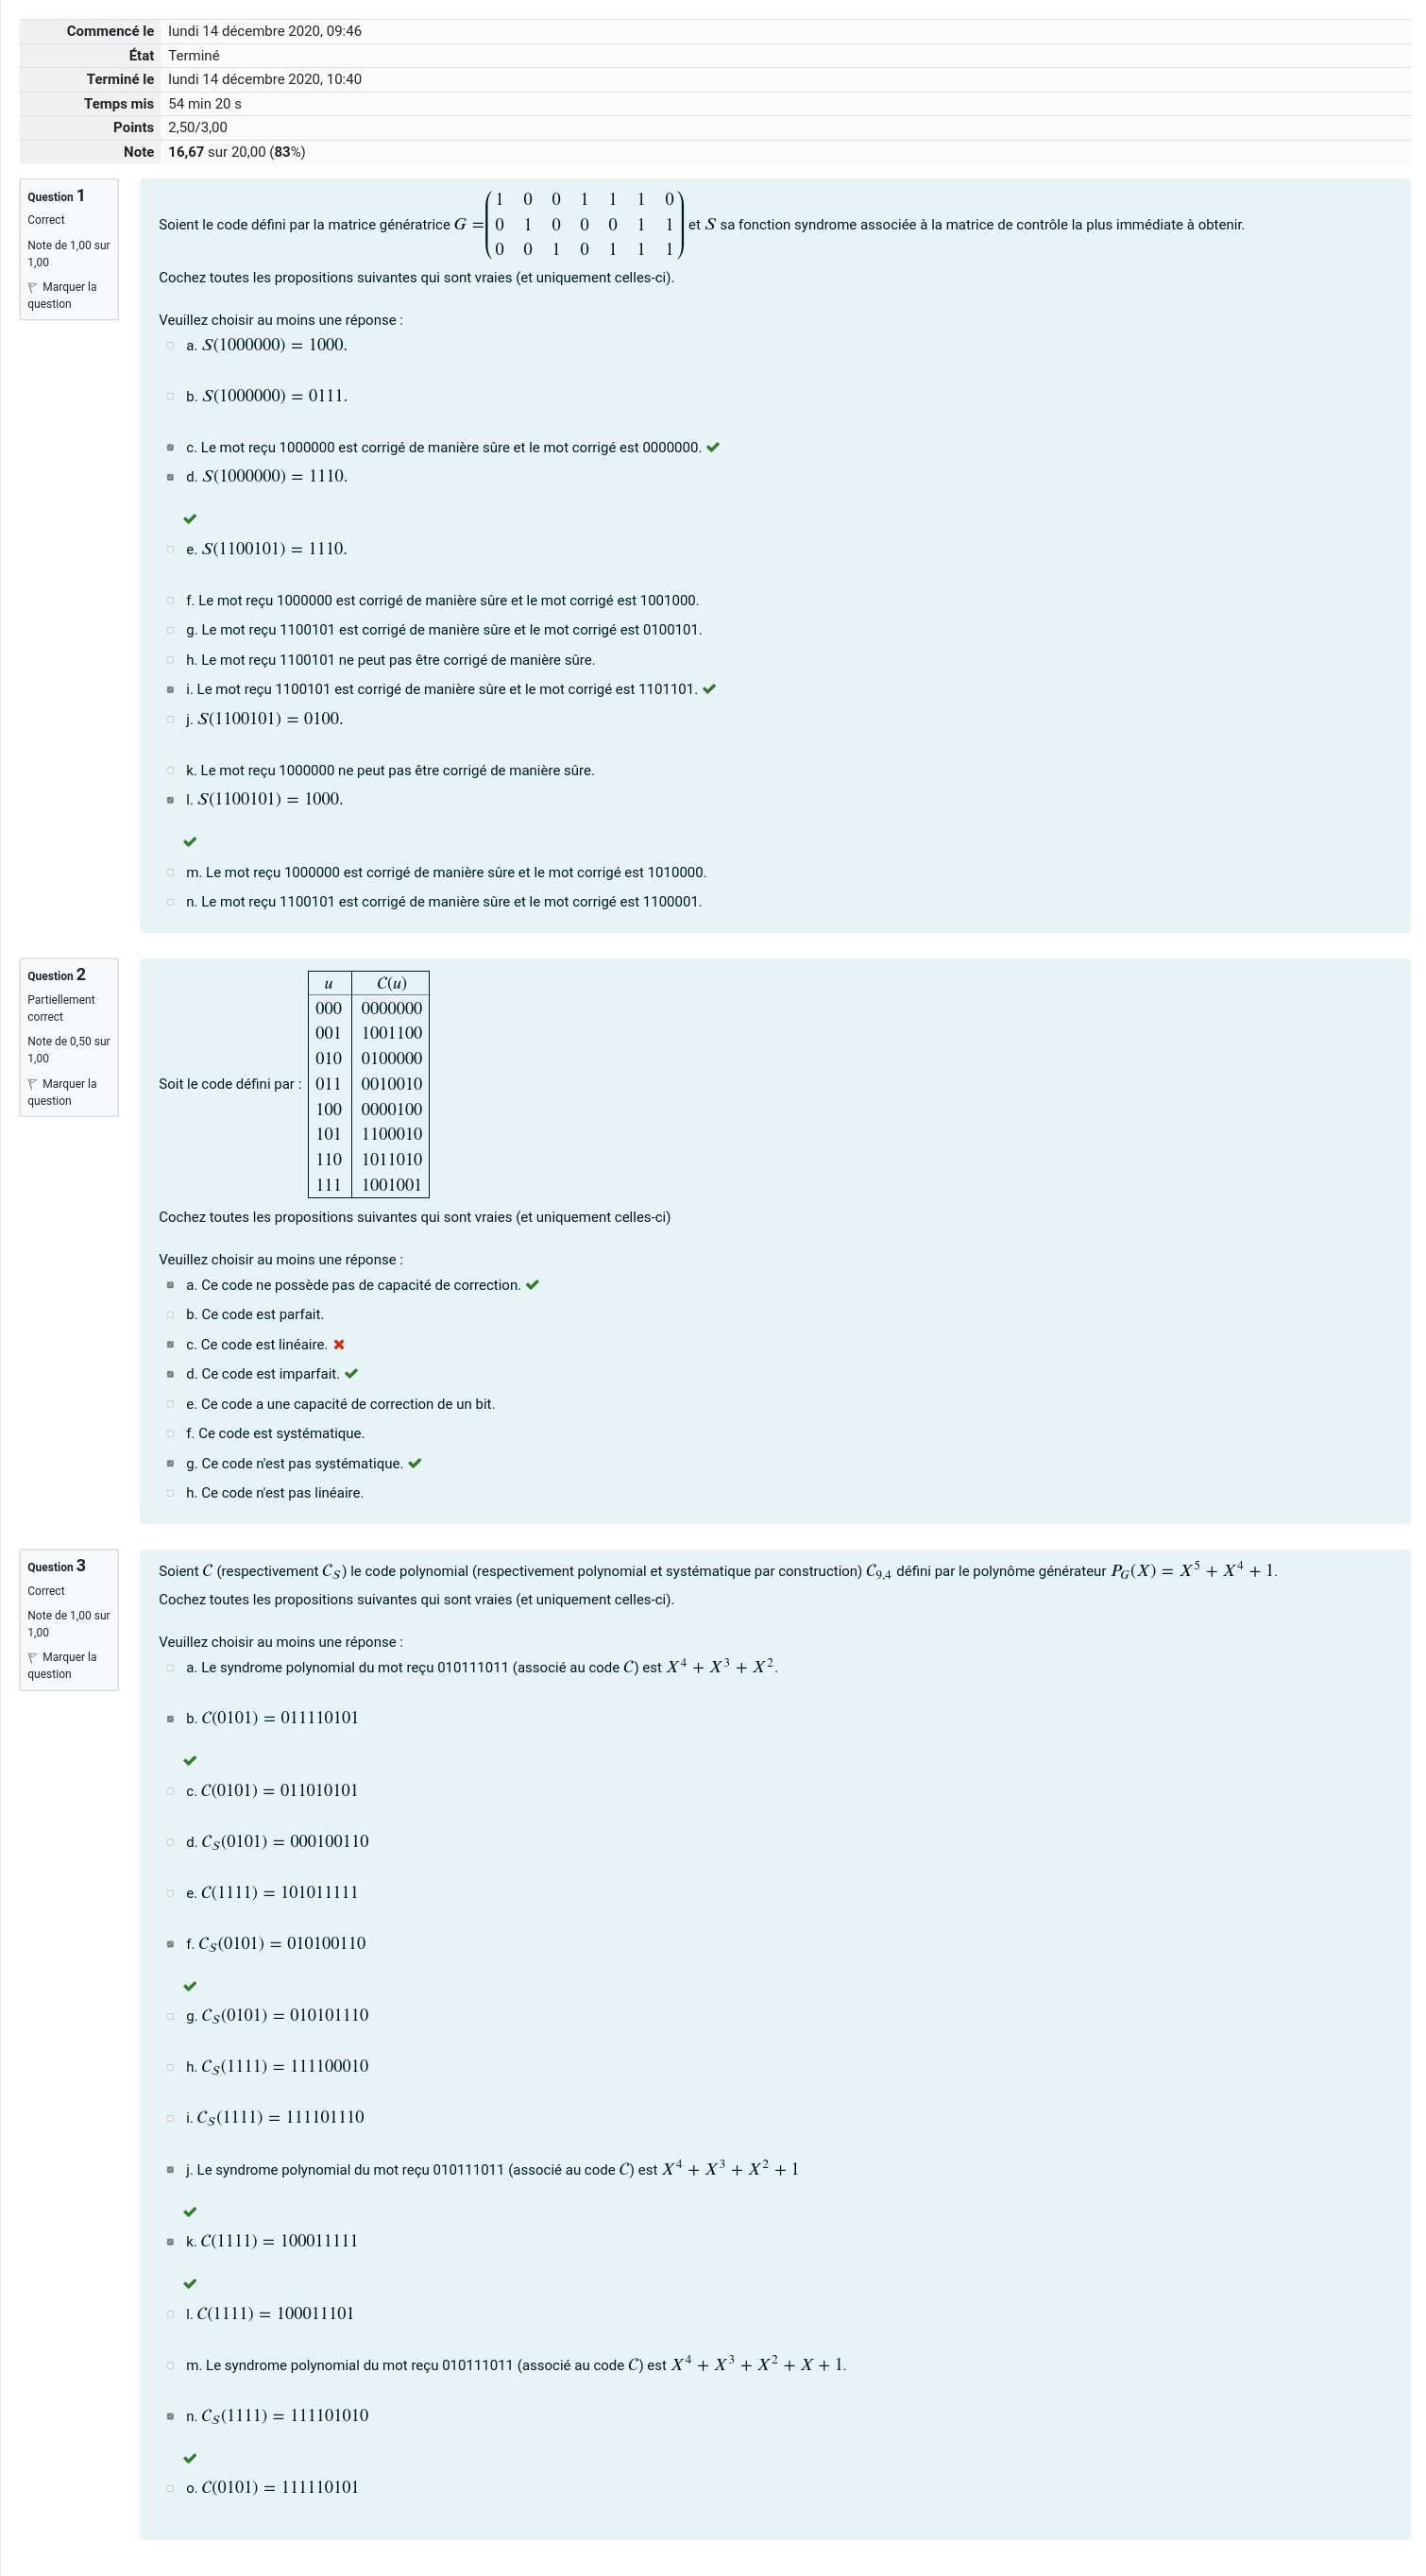 Commencé le lundi 14 décembre 2020, 09:46
État Terminé
Terminé le lundi 14 décembre 2020, 10:40
Temps mis 54 min 20 s
Points 2,50/3,00
Note 16,67 sur 20,00 (83%)
Question 1
Correct
Note de 1,00 sur
1,00
Marquer la
question
Soient le code défini par la matrice génératrice G = (1 0 0 1 1 1 0
0 1 0 0 0 1 1
0 0 1 0 1 1 1) et S sa fonction syndrome associée à la matrice de contrôle la plus immédiate à obtenir.
Cochez toutes les propositions suivantes qui sont vraies (et uniquement celles-ci).
Veuillez choisir au moins une réponse :
a. S(1000000) = 1000.
b. S(1000000) = 0111.
c. Le mot reçu 1000000 est corrigé de manière sûre et le mot corrigé est 0000000.
d. S(1000000) = 1110.
e. S(1100101) = 1110.
f. Le mot reçu 1000000 est corrigé de manière sûre et le mot corrigé est 1001000.
g. Le mot reçu 1100101 est corrigé de manière sûre et le mot corrigé est 0100101.
h. Le mot reçu 1100101 ne peut pas être corrigé de manière sûre.
i. Le mot reçu 1100101 est corrigé de manière sûre et le mot corrigé est 1101101.
j. S(1100101) = 0100.
k. Le mot reçu 1000000 ne peut pas être corrigé de manière sûre.
l. S(1100101) = 1000.
m. Le mot reçu 1000000 est corrigé de manière sûre et le mot corrigé est 1010000.
n. Le mot reçu 1100101 est corrigé de manière sûre et le mot corrigé est 1100001.
Question 2
Partiellement
correct
Note de 0,50 sur
1,00
Marquer la
question
Soit le code défini par :
u C(u)
000 0000000
001 1001100
010 0100000
011 0010010
100 0000100
101 1100010
110 1011010
111 1001001
Cochez toutes les propositions suivantes qui sont vraies (et uniquement celles-ci)
Veuillez choisir au moins une réponse :
a. Ce code ne possède pas de capacité de correction.
b. Ce code est parfait.
c. Ce code est linéaire.
d. Ce code est imparfait.
e. Ce code a une capacité de correction de un bit.
f. Ce code est systématique.
g. Ce code n'est pas systématique.
h. Ce code n'est pas linéaire.
Question 3
Correct
Note de 1,00 sur
1,00
Marquer la
question
Soient C (respectivement C_S) le code polynomial (respectivement polynomial et systématique par construction) C_9,4 défini par le polynôme générateur P_G(X) = X⁵ + X⁴ + 1.
Cochez toutes les propositions suivantes qui sont vraies (et uniquement celles-ci).
Veuillez choisir au moins une réponse :
a. Le syndrome polynomial du mot reçu 010111011 (associé au code C) est X⁴ + X³ + X².
b. C(0101) = 011110101
c. C(0101) = 011010101
d. C_S(0101) = 000100110
e. C(1111) = 101011111
f. C_S(0101) = 010100110
g. C_S(0101) = 010101110
h. C_S(1111) = 111100010
i. C_S(1111) = 111101110
j. Le syndrome polynomial du mot reçu 010111011 (associé au code C) est X⁴ + X³ + X² + 1
k. C(1111) = 100011111
l. C(1111) = 100011101
m. Le syndrome polynomial du mot reçu 010111011 (associé au code C) est X⁴ + X³ + X² + X + 1.
n. C_S(1111) = 111101010
o. C(0101) = 111110101